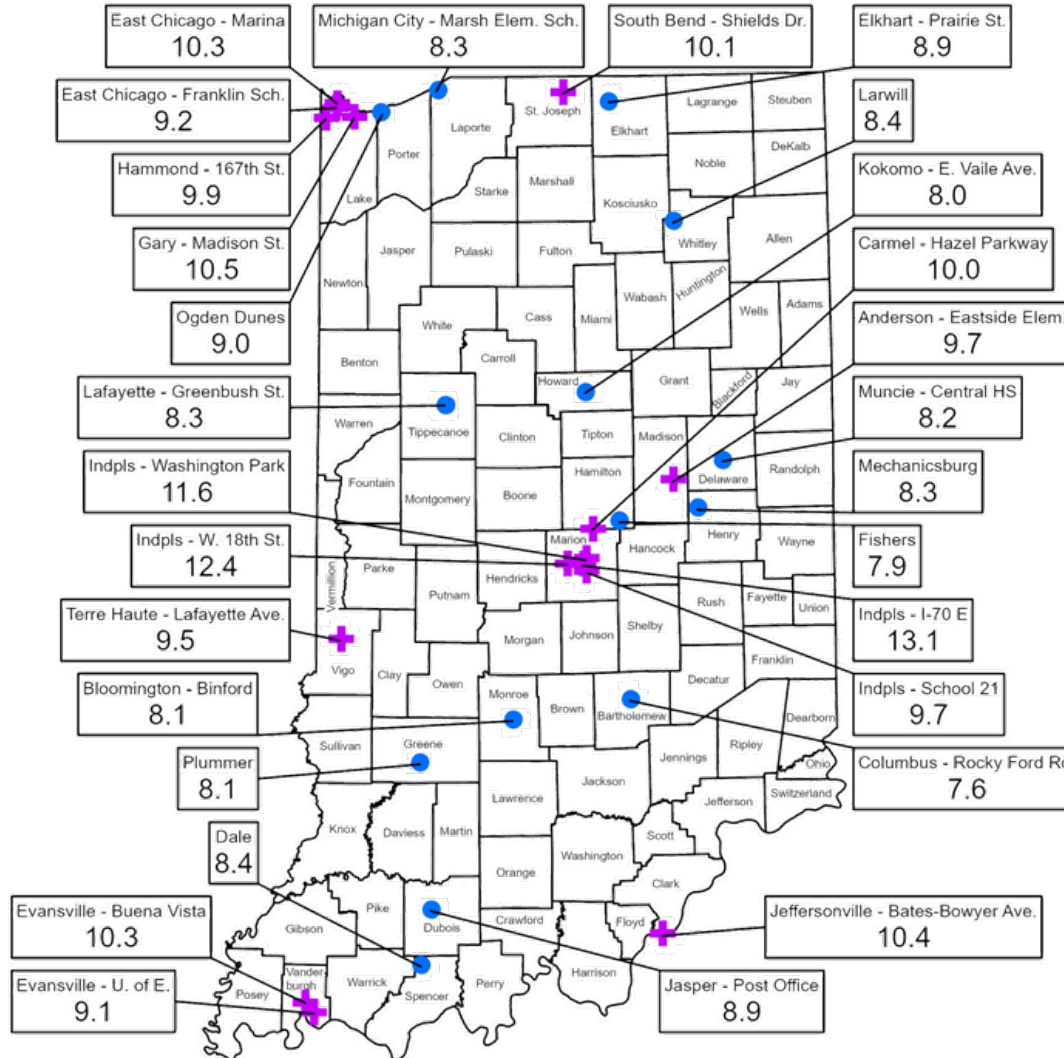 East Chicago - Marina
10.3
Michigan City - Marsh Elem. Sch.
8.3
South Bend - Shields Dr.
10.1
Elkhart - Prairie St.
8.9
East Chicago - Franklin Sch.
9.2
Larwill
8.4
Hammond - 167th St.
9.9
Kokomo - E. Vaile Ave.
8.0
Gary - Madison St.
10.5
Carmel - Hazel Parkway
10.0
Ogden Dunes
9.0
Anderson - Eastside Elem.
9.7
Lafayette - Greenbush St.
8.3
Muncie - Central HS
8.2
Indpls - Washington Park
11.6
Mechanicsburg
8.3
Indpls - W. 18th St.
12.4
Fishers
7.9
Terre Haute - Lafayette Ave.
9.5
Indpls - I-70 E
13.1
Bloomington - Binford
8.1
Indpls - School 21
9.7
Plummer
8.1
Columbus - Rocky Ford Rd
7.6
Dale
8.4
Evansville - Buena Vista
10.3
Jeffersonville - Bates-Bowyer Ave.
10.4
Evansville - U. of E.
9.1
Jasper - Post Office
8.9
Lake
Porter
Laporte
St. Joseph
Elkhart
Lagrange
Steuben
Noble
DeKalb
Starke
Marshall
Kosciusko
Whitley
Allen
Newton
Jasper
Pulaski
Fulton
Wabash
Huntington
Wells
Adams
Benton
White
Cass
Miami
Carroll
Howard
Grant
Blackford
Jay
Warren
Tippecanoe
Clinton
Tipton
Madison
Delaware
Randolph
Fountain
Montgomery
Boone
Hamilton
Henry
Wayne
Vermillion
Parke
Putnam
Hendricks
Marion
Hancock
Rush
Fayette
Union
Vigo
Clay
Owen
Morgan
Johnson
Shelby
Franklin
Sullivan
Greene
Monroe
Brown
Bartholomew
Decatur
Dearborn
Ripley
Jennings
Ohio
Switzerland
Knox
Daviess
Martin
Lawrence
Jackson
Jefferson
Scott
Washington
Orange
Clark
Gibson
Pike
Dubois
Crawford
Floyd
Harrison
Posey
Vander-
burgh
Warrick
Spencer
Perry